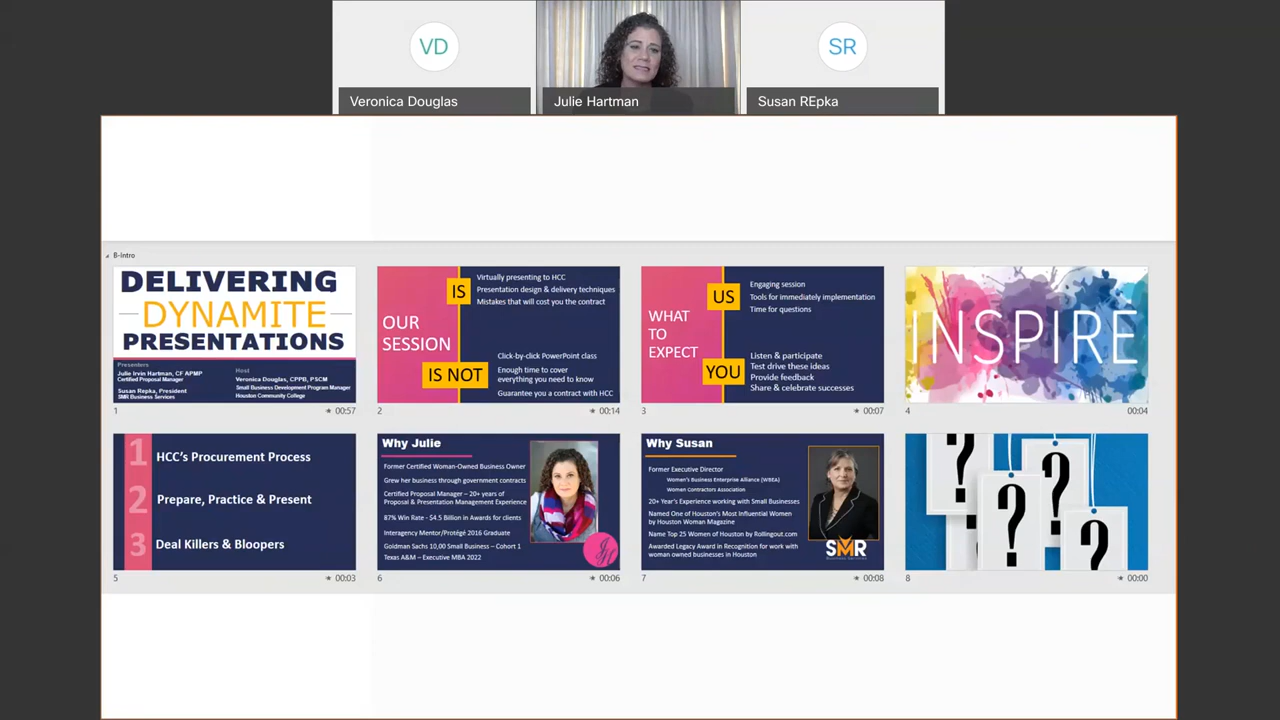 VD
SR
Veronica Douglas
Julie Hartman
Susan REpka
B-Intro
DELIVERING
DYNAMITE
PRESENTATIONS
Presenters
Julie Irvin Hartman, CF APMP
Certified Proposal Manager
Susan Repka, President
SMR Business Services
Host
Veronica Douglas, CPPB, PSCM
Small Business Development Program Manager
Houston Community College
1
00:57
OUR
SESSION
IS
Virtually presenting to HCC
Presentation design & delivery techniques
Mistakes that will cost you the contract
IS NOT
Click-by-click PowerPoint class
Enough time to cover
everything you need to know
Guarantee you a contract with HCC
2
00:14
WHAT
TO
EXPECT
US
Engaging session
Tools for immediately implementation
Time for questions
YOU
Listen & participate
Test drive these ideas
Provide feedback
Share & celebrate successes
3
00:07
INSPIRE
4
00:04
1 HCC's Procurement Process
2 Prepare, Practice & Present
3 Deal Killers & Bloopers
5
00:03
Why Julie
Former Certified Woman-Owned Business Owner
Grew her business through government contracts
Certified Proposal Manager – 20+ years of
Proposal & Presentation Management Experience
87% Win Rate - $4.5 Billion in Awards for clients
Interagency Mentor/Protégé 2016 Graduate
Goldman Sachs 10,00 Small Business – Cohort 1
Texas A&M – Executive MBA 2022
6
00:06
Why Susan
Former Executive Director
Women's Business Enterprise Alliance (WBEA)
Women Contractors Association
20+ Year's Experience working with Small Businesses
Named One of Houston's Most Influential Women
by Houston Woman Magazine
Name Top 25 Women of Houston by Rollingout.com
Awarded Legacy Award in Recognition for work with
woman owned businesses in Houston
SMR
7
00:08
? ? ? ?
8
00:00